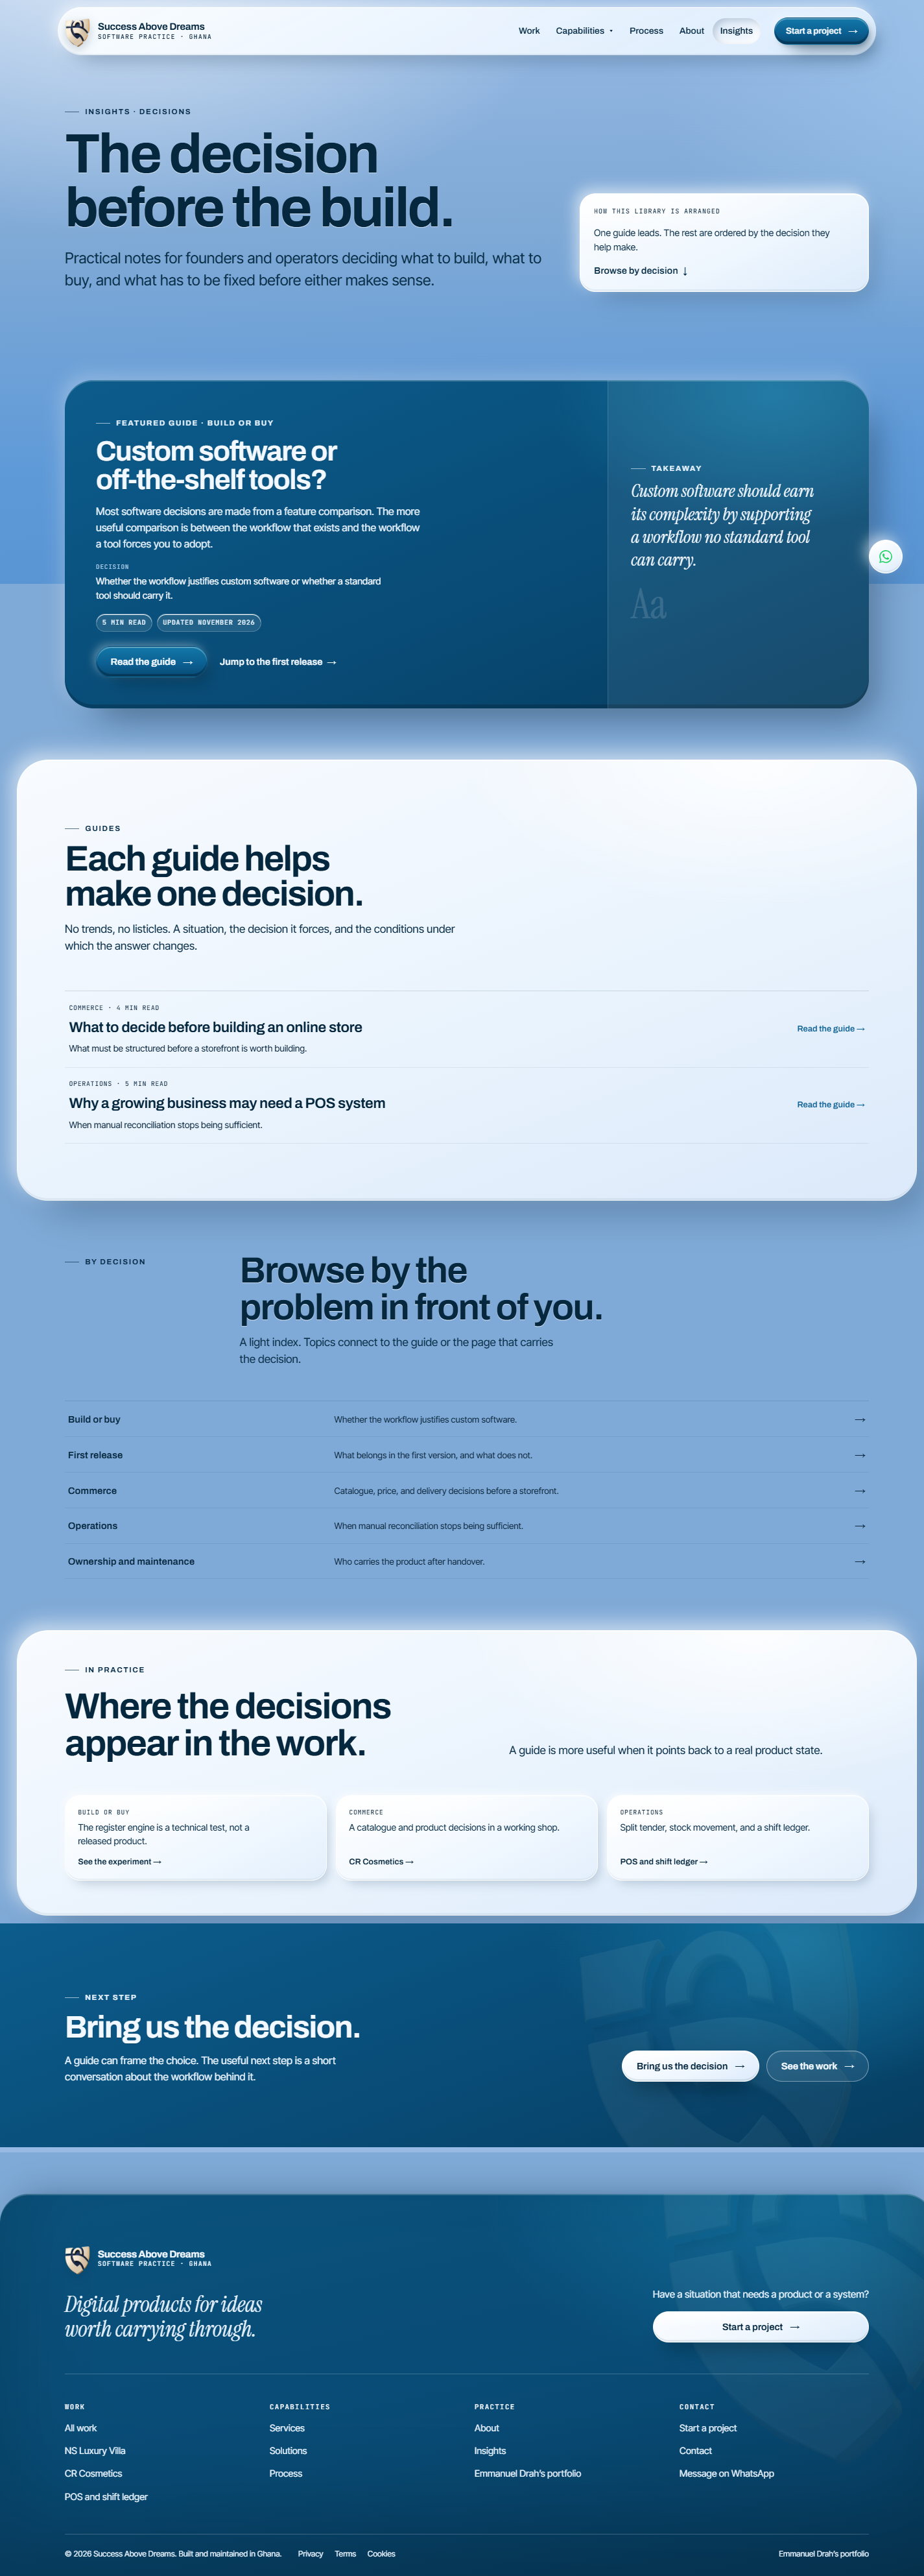 Success Above Dreams
SOFTWARE PRACTICE · GHANA
Work
Capabilities
Process
About
Insights
Start a project →
INSIGHTS · DECISIONS
The decision
before the build.
Practical notes for founders and operators deciding what to build, what to
buy, and what has to be fixed before either makes sense.
HOW THIS LIBRARY IS ARRANGED
One guide leads. The rest are ordered by the decision they
help make.
Browse by decision ↓
FEATURED GUIDE · BUILD OR BUY
Custom software or
off-the-shelf tools?
Most software decisions are made from a feature comparison. The more
useful comparison is between the workflow that exists and the workflow
a tool forces you to adopt.
DECISION
Whether the workflow justifies custom software or whether a standard
tool should carry it.
5 MIN READ
UPDATED NOVEMBER 2026
Read the guide →
Jump to the first release →
TAKEAWAY
Custom software should earn
its complexity by supporting
a workflow no standard tool
can carry.
Aa
GUIDES
Each guide helps
make one decision.
No trends, no listicles. A situation, the decision it forces, and the conditions under
which the answer changes.
COMMERCE · 4 MIN READ
What to decide before building an online store
What must be structured before a storefront is worth building.
Read the guide →
OPERATIONS · 5 MIN READ
Why a growing business may need a POS system
When manual reconciliation stops being sufficient.
Read the guide →
BY DECISION
Browse by the
problem in front of you.
A light index. Topics connect to the guide or the page that carries
the decision.
Build or buy
Whether the workflow justifies custom software. →
First release
What belongs in the first version, and what does not. →
Commerce
Catalogue, price, and delivery decisions before a storefront. →
Operations
When manual reconciliation stops being sufficient. →
Ownership and maintenance
Who carries the product after handover. →
IN PRACTICE
Where the decisions
appear in the work.
A guide is more useful when it points back to a real product state.
BUILD OR BUY
The register engine is a technical test, not a
released product.
See the experiment →
COMMERCE
A catalogue and product decisions in a working shop.
CR Cosmetics →
OPERATIONS
Split tender, stock movement, and a shift ledger.
POS and shift ledger →
NEXT STEP
Bring us the decision.
A guide can frame the choice. The useful next step is a short
conversation about the workflow behind it.
Bring us the decision →
See the work →
Success Above Dreams
SOFTWARE PRACTICE · GHANA
Digital products for ideas
worth carrying through.
Have a situation that needs a product or a system?
Start a project →
WORK
All work
NS Luxury Villa
CR Cosmetics
POS and shift ledger
CAPABILITIES
Services
Solutions
Process
PRACTICE
About
Insights
Emmanuel Drah's portfolio
CONTACT
Start a project
Contact
Message on WhatsApp
© 2026 Success Above Dreams. Built and maintained in Ghana.
Privacy
Terms
Cookies
Emmanuel Drah's portfolio